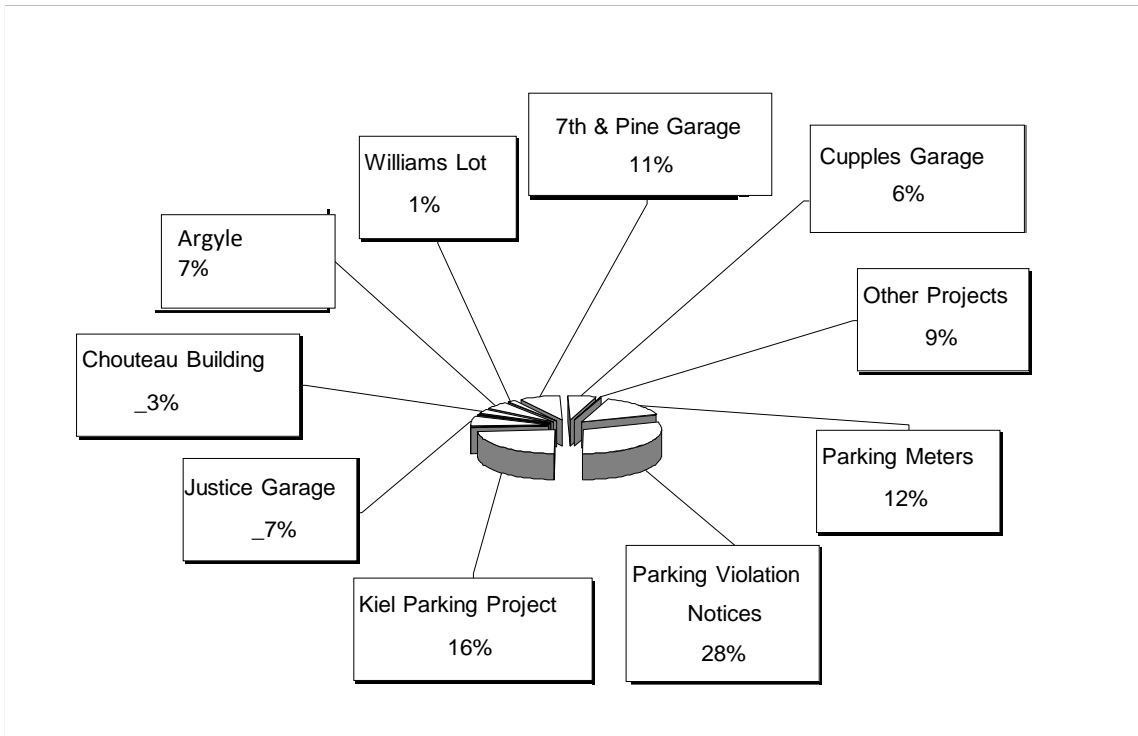 7th & Pine Garage
11%
Williams Lot
1%
Cupples Garage
6%
Argyle
7%
Other Projects
9%
Chouteau Building
_3%
Parking Meters
12%
Justice Garage
_7%
Parking Violation
Notices
28%
Kiel Parking Project
16%